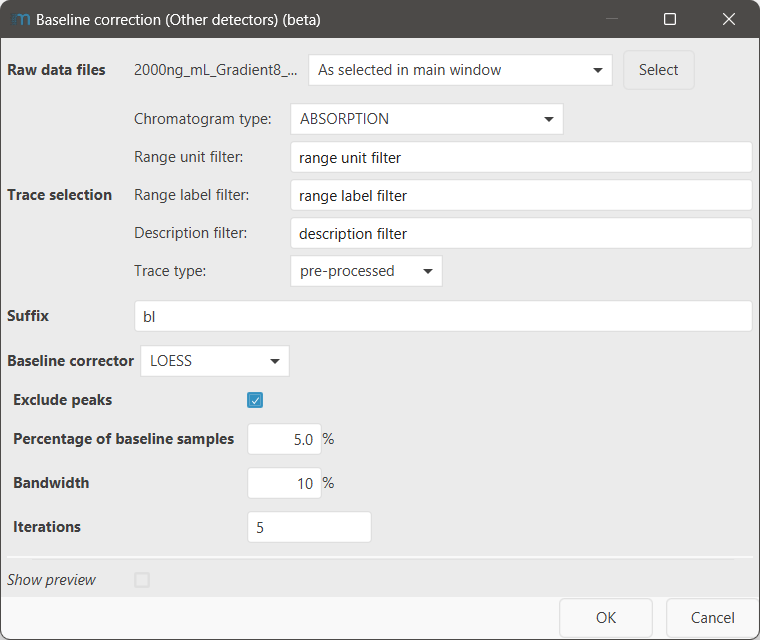 Baseline correction (Other detectors) (beta)
Raw data files 2000ng_mL_Gradient8_... As selected in main window Select
Chromatogram type: ABSORPTION
Range unit filter: range unit filter
Trace selection Range label filter: range label filter
Description filter: description filter
Trace type: pre-processed
Suffix bl
Baseline corrector LOESS
Exclude peaks
Percentage of baseline samples 5.0 %
Bandwidth 10 %
Iterations 5
Show preview
OK Cancel